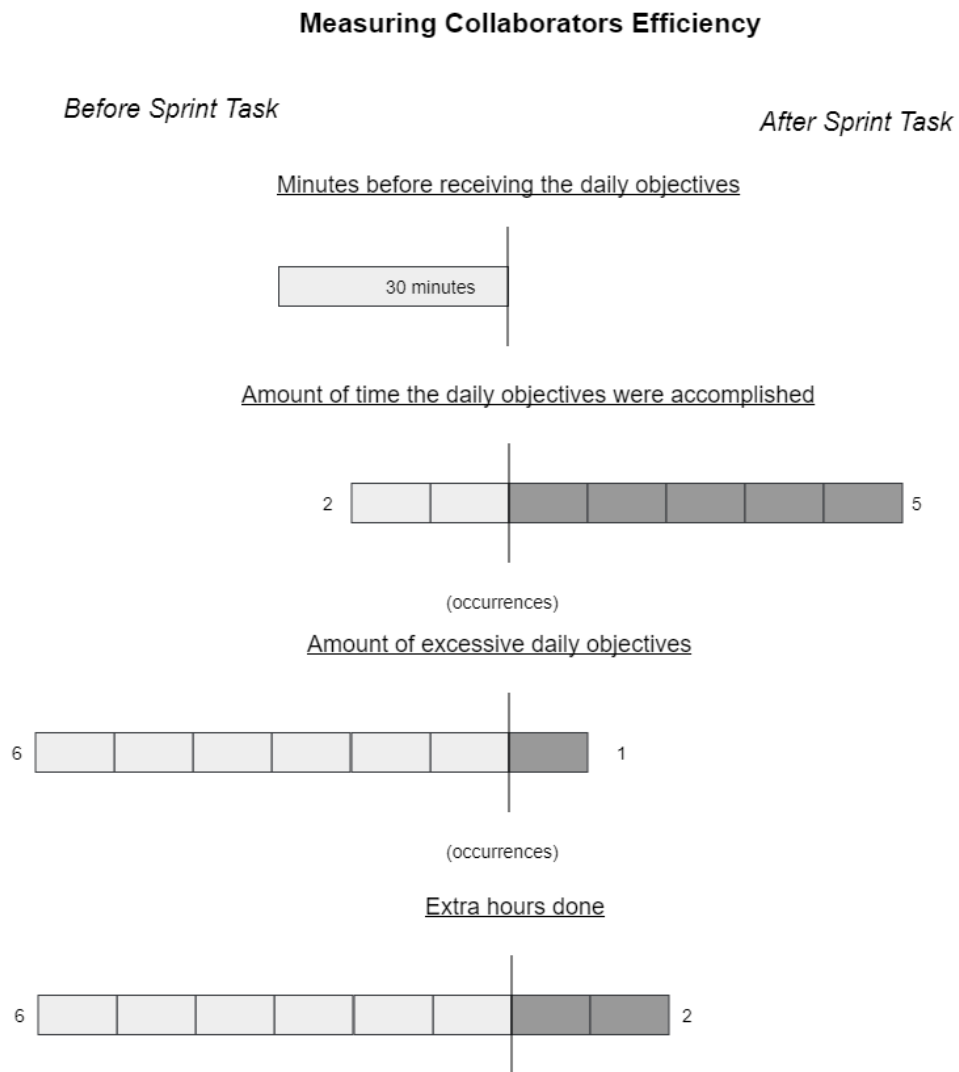 Measuring Collaborators Efficiency
Before Sprint Task
After Sprint Task
Minutes before receiving the daily objectives
30 minutes
Amount of time the daily objectives were accomplished
2
5
(occurrences)
Amount of excessive daily objectives
6
1
(occurrences)
Extra hours done
6
2